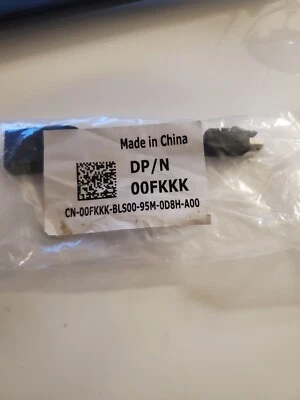 Made in China
DP/N
00FKKK
CN-00FKKK-BLS00-95M-0D8H-A00